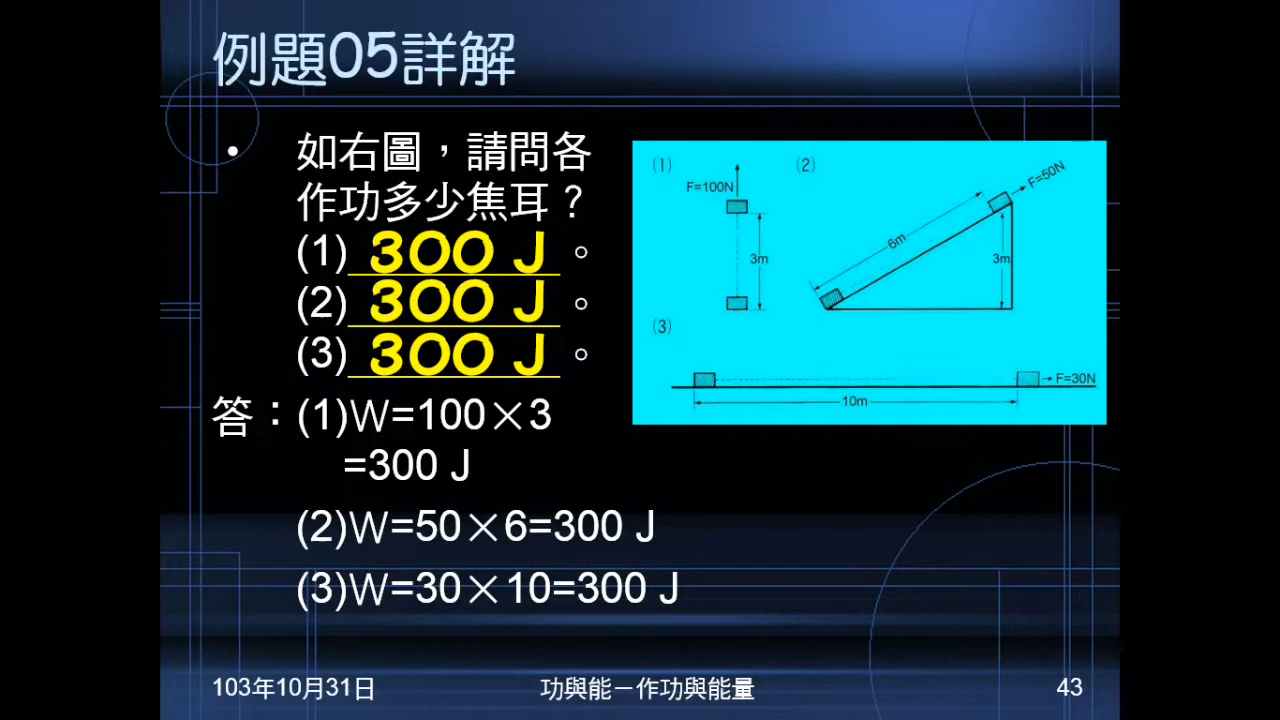 例題05詳解
• 如右圖，請問各
作功多少焦耳？
(1) 300 J 。
(2) 300 J 。
(3) 300 J 。
答：(1)W=100×3
=300 J
(2)W=50×6=300 J
(3)W=30×10=300 J
(1)
F=100N
3m
(2)
F=50N
6m
3m
(3)
F=30N
10m
103年10月31日
功與能－作功與能量
43